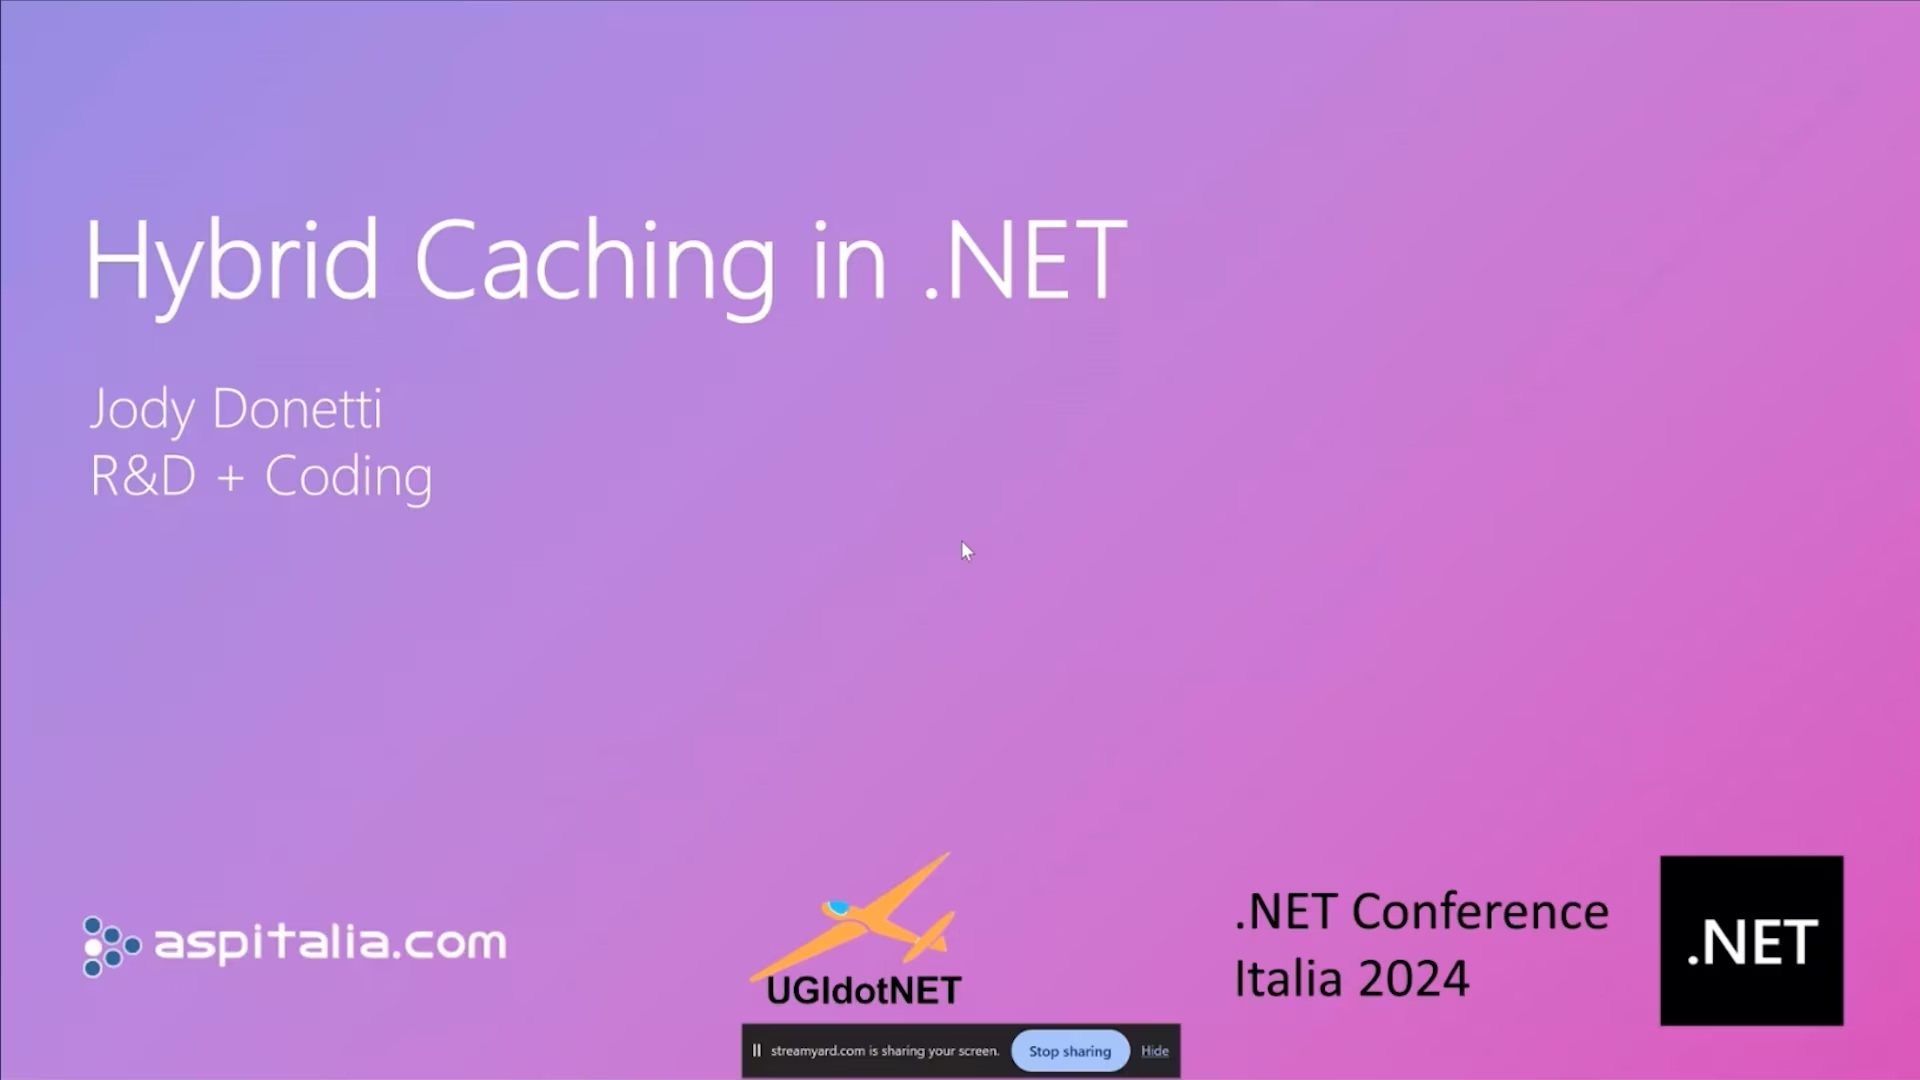 Hybrid Caching in .NET
Jody Donetti
R&D + Coding
aspitalia.com
UGIdotNET
.NET Conference
Italia 2024
.NET
streamyard.com is sharing your screen.
Stop sharing
Hide